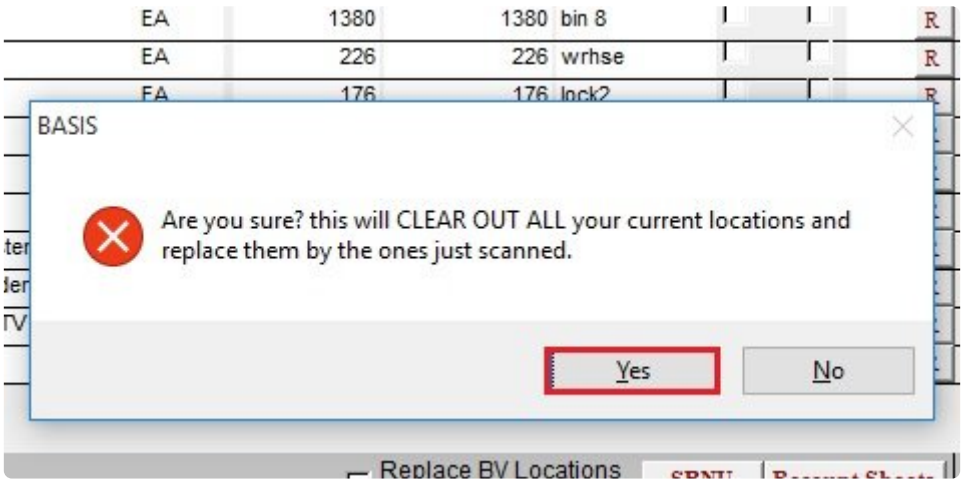 EA 1380 1380 bin 8 R
EA 226 226 wrhse R
EA 176 176 lock2 R
BASIS
Are you sure? this will CLEAR OUT ALL your current locations and
replace them by the ones just scanned.
Yes No
Replace BV Locations